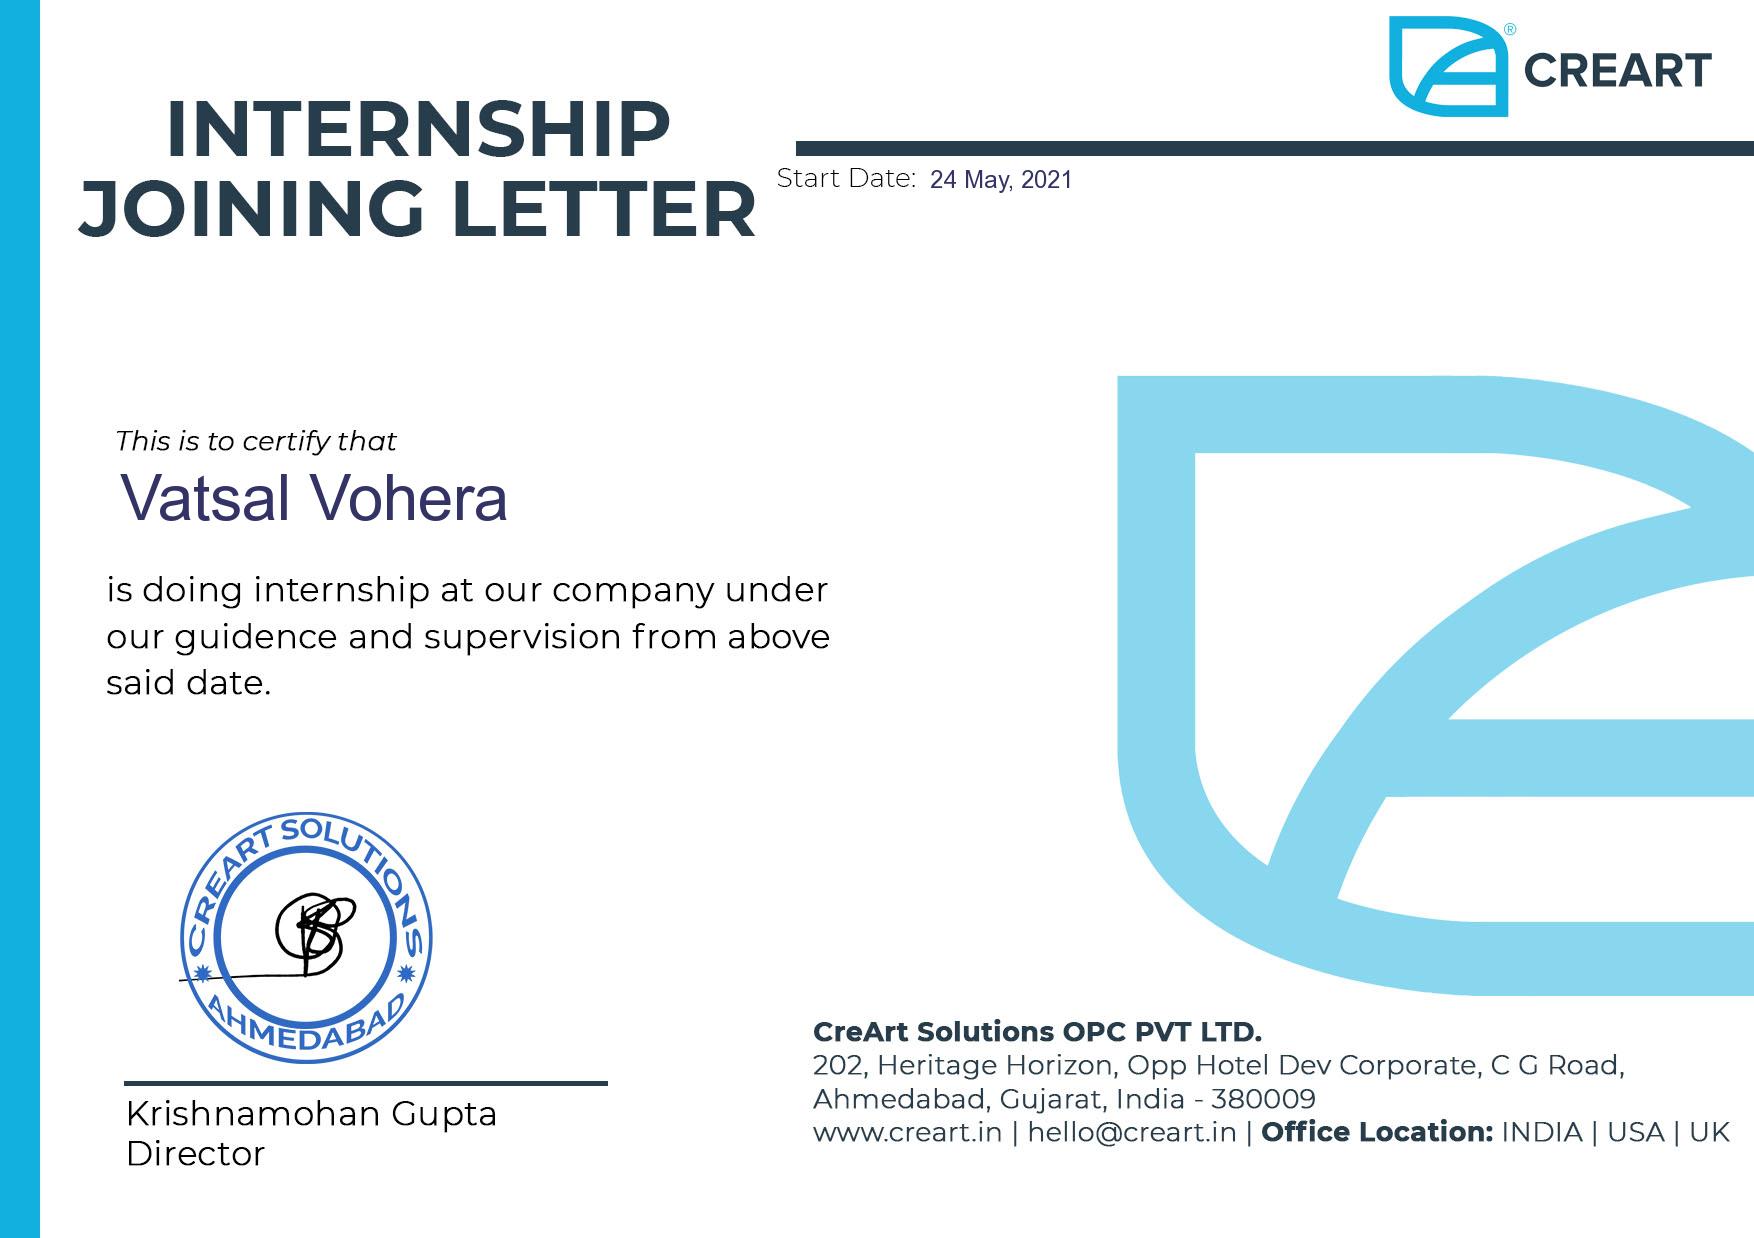 ® CREART
INTERNSHIP
JOINING LETTER
Start Date: 24 May, 2021
This is to certify that
Vatsal Vohera
is doing internship at our company under
our guidence and supervision from above
said date.
CREART SOLUTIONS
AHMEDABAD
Krishnamohan Gupta
Director
CreArt Solutions OPC PVT LTD.
202, Heritage Horizon, Opp Hotel Dev Corporate, C G Road,
Ahmedabad, Gujarat, India - 380009
www.creart.in | hello@creart.in | Office Location: INDIA | USA | UK